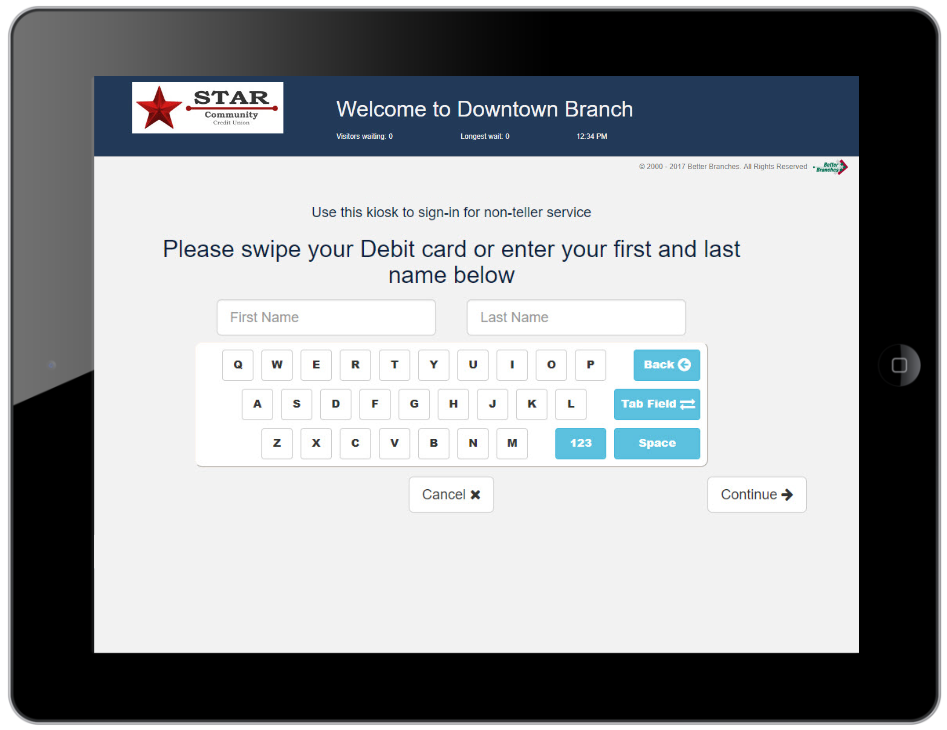 STAR
Community
Credit Union
Welcome to Downtown Branch
Visitors waiting: 0 Longest wait: 0 12:34 PM
© 2000 - 2017 Better Branches. All Rights Reserved
Better
Branches
Use this kiosk to sign-in for non-teller service
Please swipe your Debit card or enter your first and last
name below
First Name Last Name
Q W E R T Y U I O P Back
A S D F G H J K L Tab Field
Z X C V B N M 123 Space
Cancel Continue